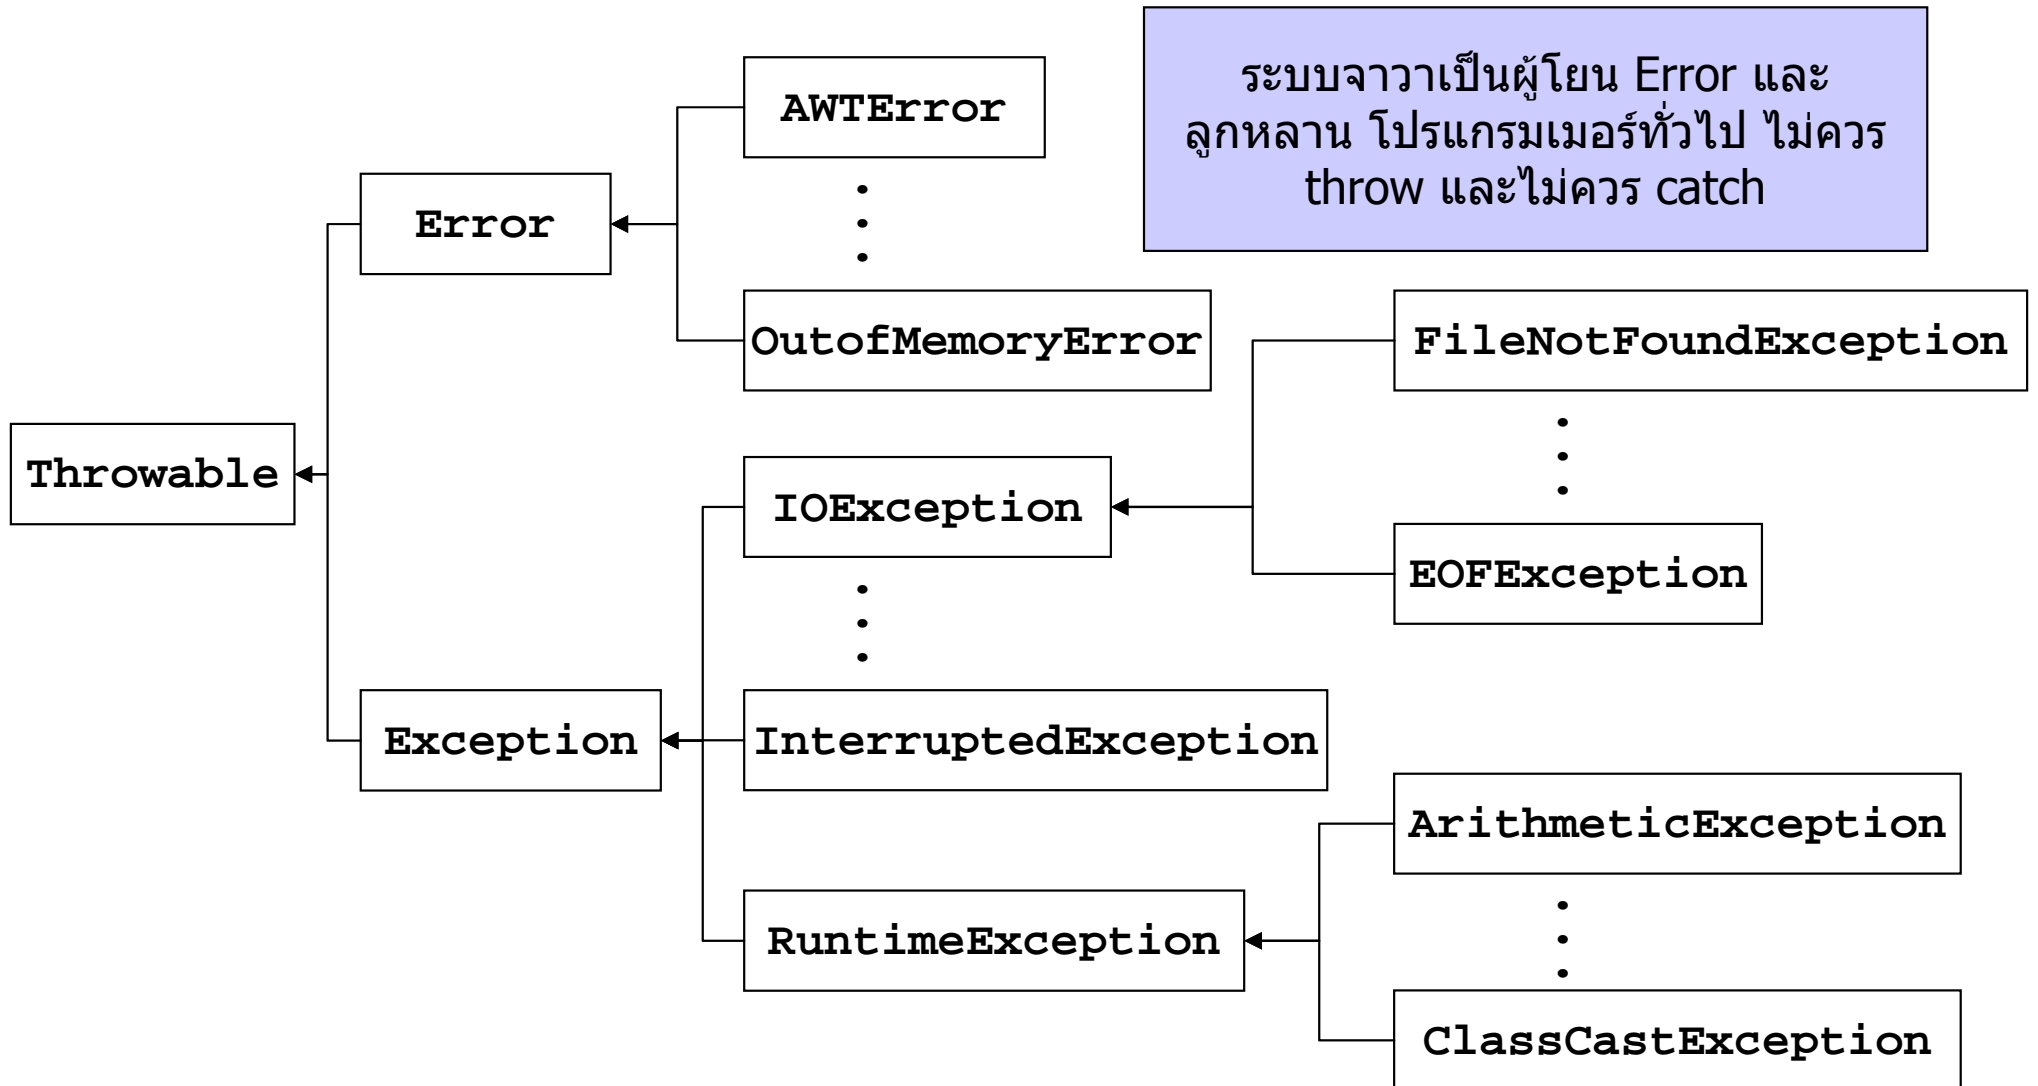 ระบบจาวาเป็นผู้โยน Error และ
ลูกหลาน โปรแกรมเมอร์ทั่วไป ไม่ควร
throw และไม่ควร catch
AWTError
Error
OutofMemoryError
FileNotFoundException
Throwable
IOException
EOFException
Exception
InterruptedException
ArithmeticException
RuntimeException
ClassCastException